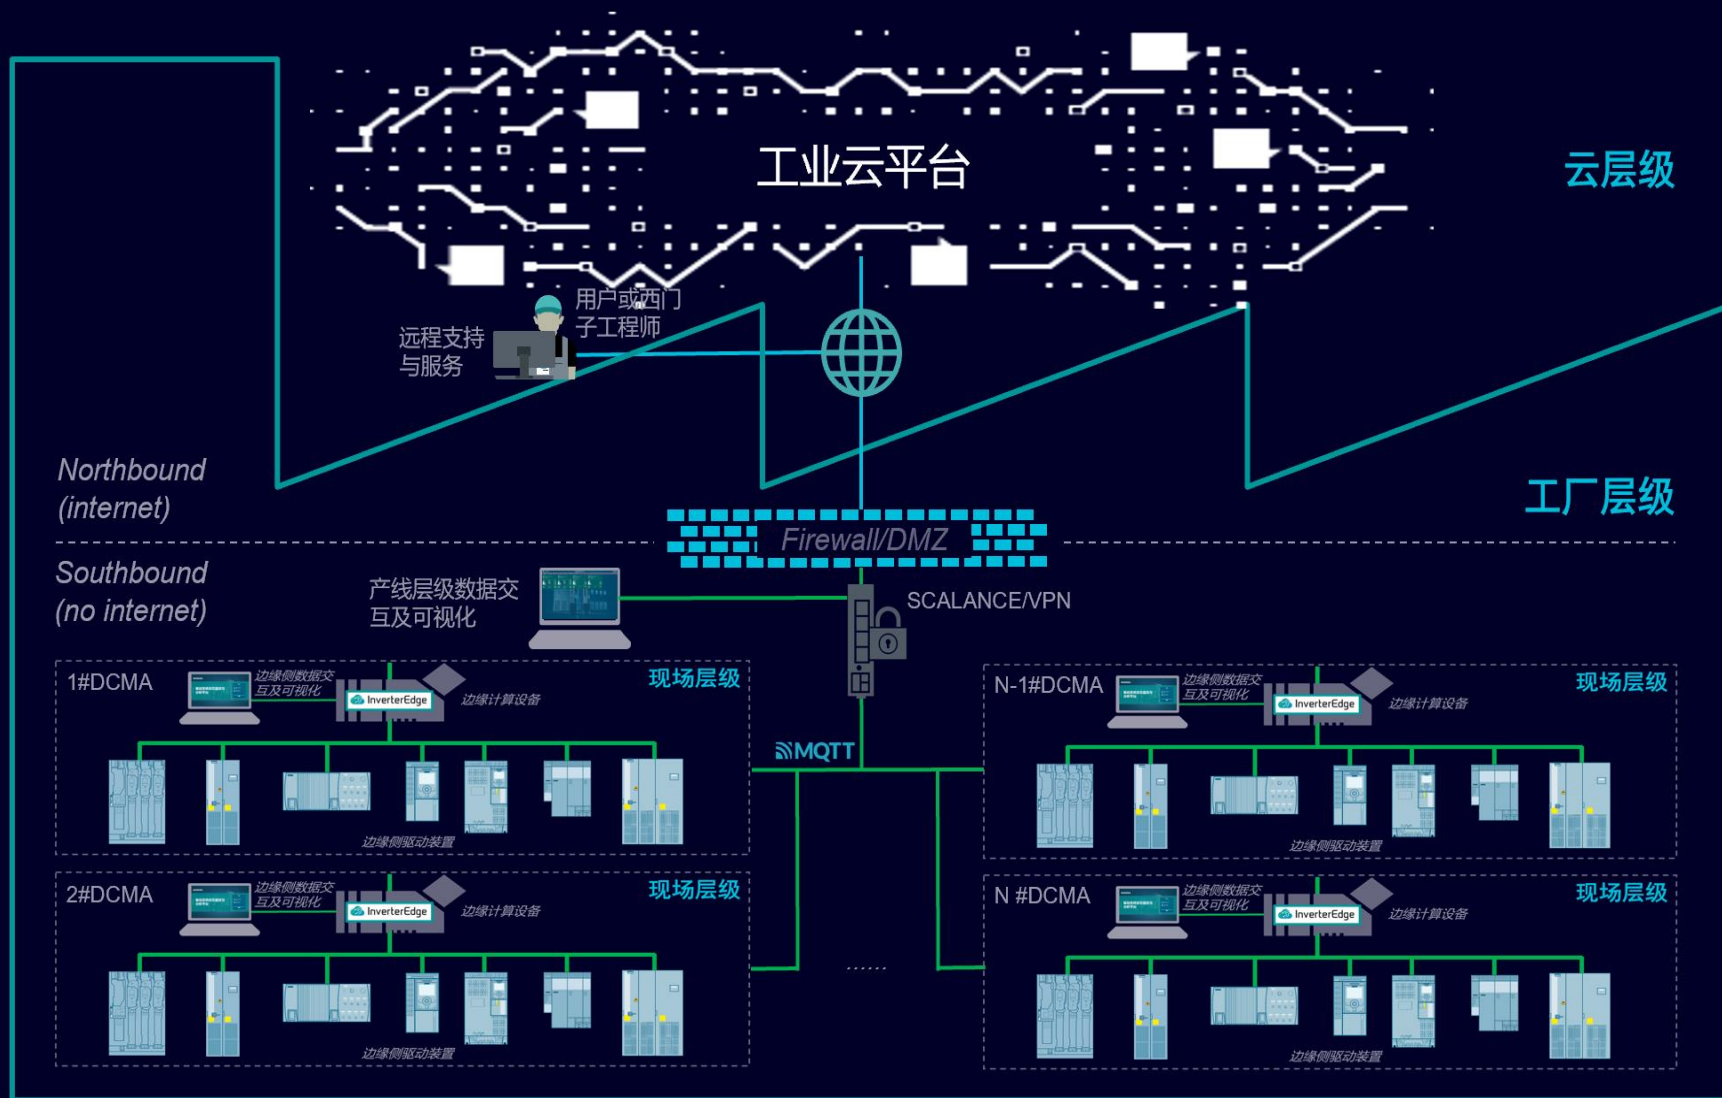 工业云平台
云层级
用户或西门
子工程师
远程支持
与服务
Northbound
(internet)
工厂层级
Firewall/DMZ
Southbound
(no internet)
产线层级数据交
互及可视化
SCALANCE/VPN
1#DCMA
边缘侧数据交
互及可视化
InverterEdge
边缘计算设备
现场层级
边缘侧驱动装置
N-1#DCMA
边缘侧数据交
互及可视化
InverterEdge
边缘计算设备
现场层级
边缘侧驱动装置
MQTT
2#DCMA
边缘侧数据交
互及可视化
InverterEdge
边缘计算设备
现场层级
边缘侧驱动装置
......
N #DCMA
边缘侧数据交
互及可视化
InverterEdge
边缘计算设备
现场层级
边缘侧驱动装置